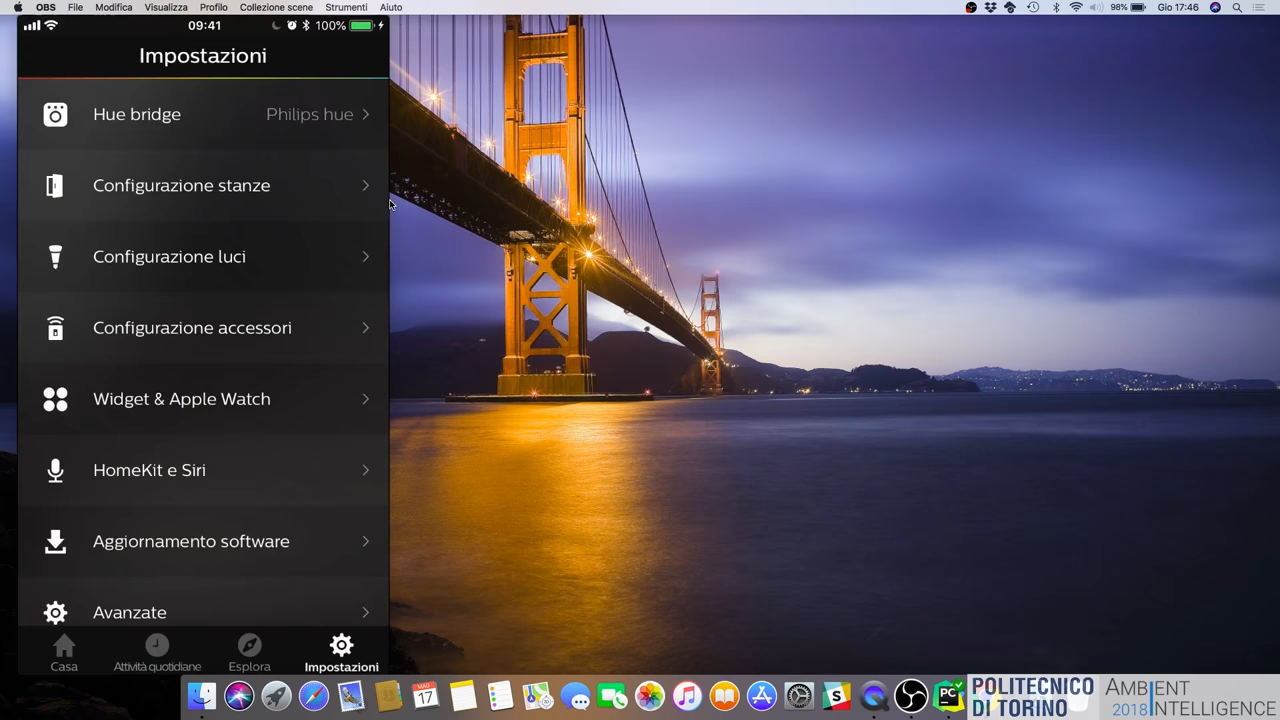 OBS File Modifica Visualizza Profilo Collezione scene Strumenti Aiuto
98% Gio 17:46
09:41 100%
Impostazioni
Hue bridge Philips hue
Configurazione stanze
Configurazione luci
Configurazione accessori
Widget & Apple Watch
HomeKit e Siri
Aggiornamento software
Avanzate
Casa Attività quotidiane Esplora Impostazioni
MAG
17
S
PC
POLITECNICO
DI TORINO
AMBIENT
2018 INTELLIGENCE